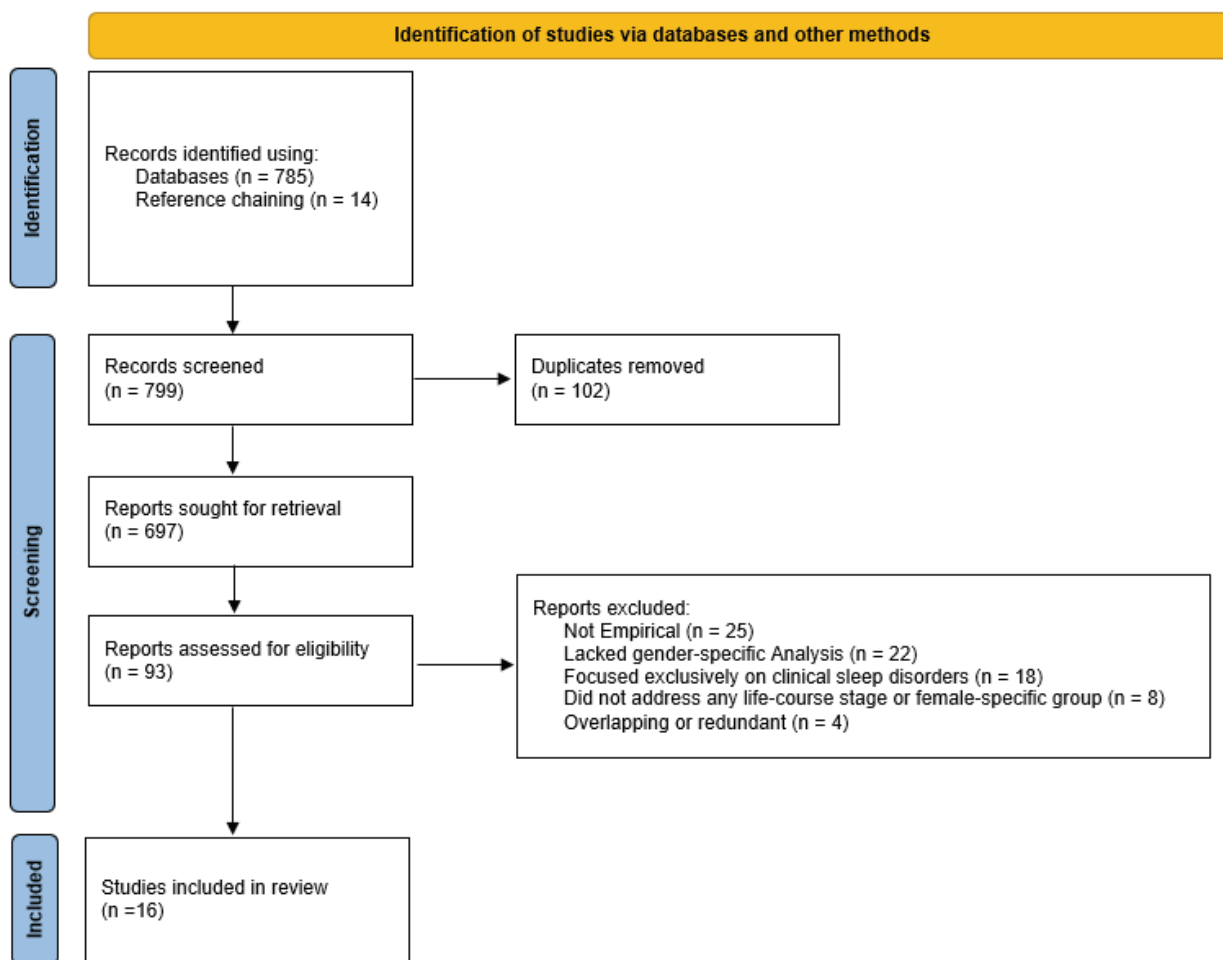 Identification of studies via databases and other methods
Identification
Records identified using:
Databases (n = 785)
Reference chaining (n = 14)
Screening
Records screened
(n = 799)
Duplicates removed
(n = 102)
Reports sought for retrieval
(n = 697)
Reports assessed for eligibility
(n = 93)
Reports excluded:
Not Empirical (n = 25)
Lacked gender-specific Analysis (n = 22)
Focused exclusively on clinical sleep disorders (n = 18)
Did not address any life-course stage or female-specific group (n = 8)
Overlapping or redundant (n = 4)
Included
Studies included in review
(n =16)